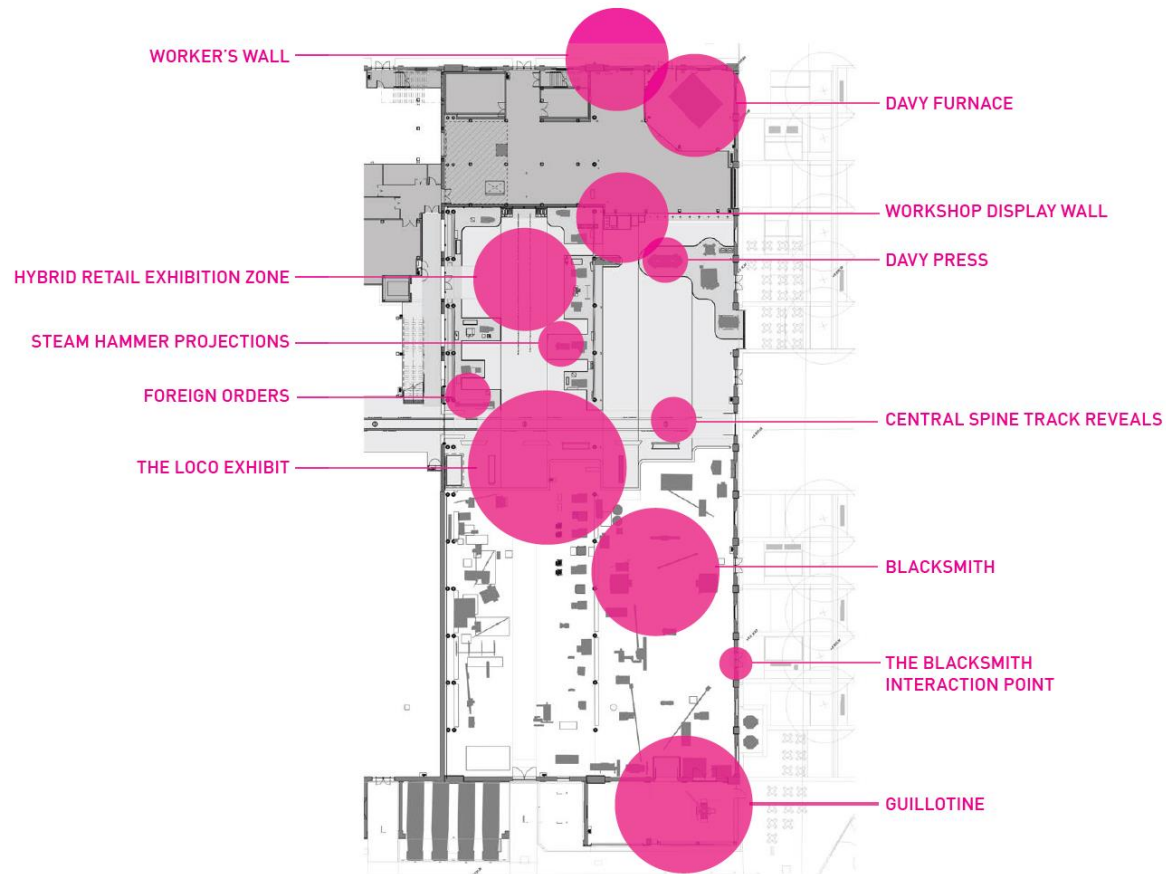 WORKER'S WALL
DAVY FURNACE
WORKSHOP DISPLAY WALL
DAVY PRESS
HYBRID RETAIL EXHIBITION ZONE
STEAM HAMMER PROJECTIONS
FOREIGN ORDERS
CENTRAL SPINE TRACK REVEALS
THE LOCO EXHIBIT
BLACKSMITH
THE BLACKSMITH
INTERACTION POINT
GUILLOTINE